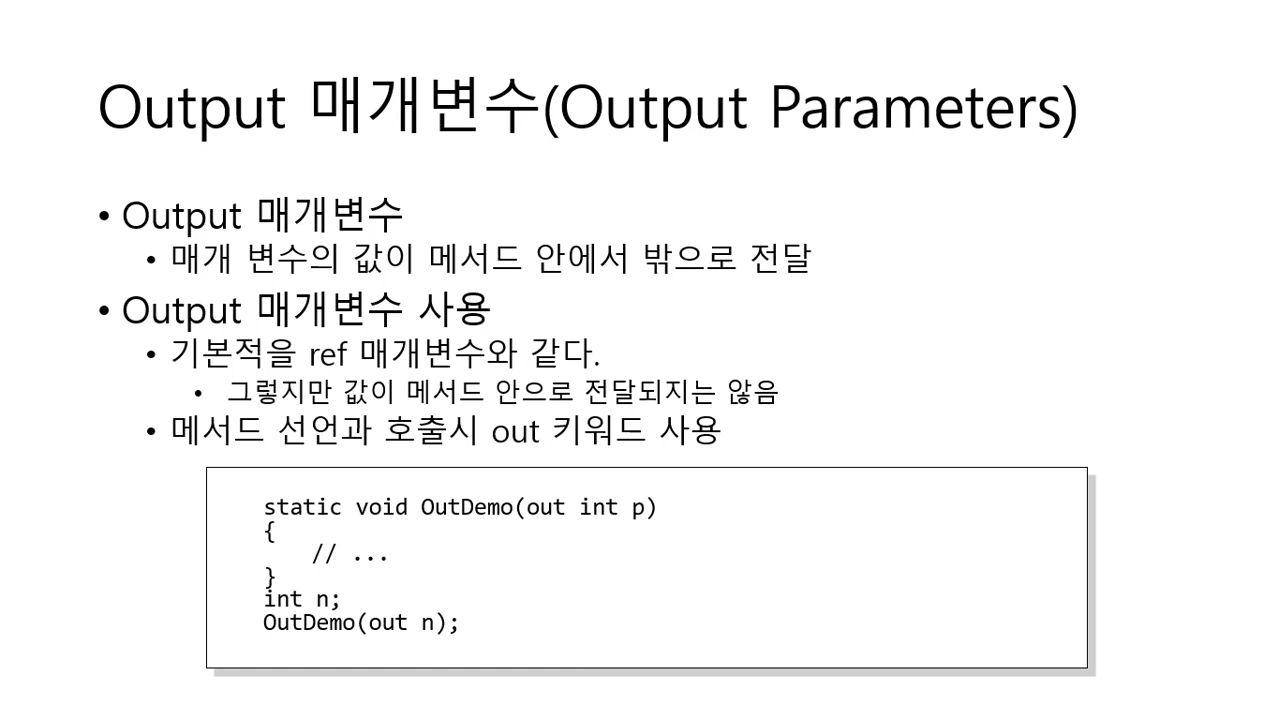 Output 매개변수(Output Parameters)
• Output 매개변수
• 매개 변수의 값이 메서드 안에서 밖으로 전달
• Output 매개변수 사용
• 기본적을 ref 매개변수와 같다.
• 그렇지만 값이 메서드 안으로 전달되지는 않음
• 메서드 선언과 호출시 out 키워드 사용
static void OutDemo(out int p)
{
// ...
}
int n;
OutDemo(out n);